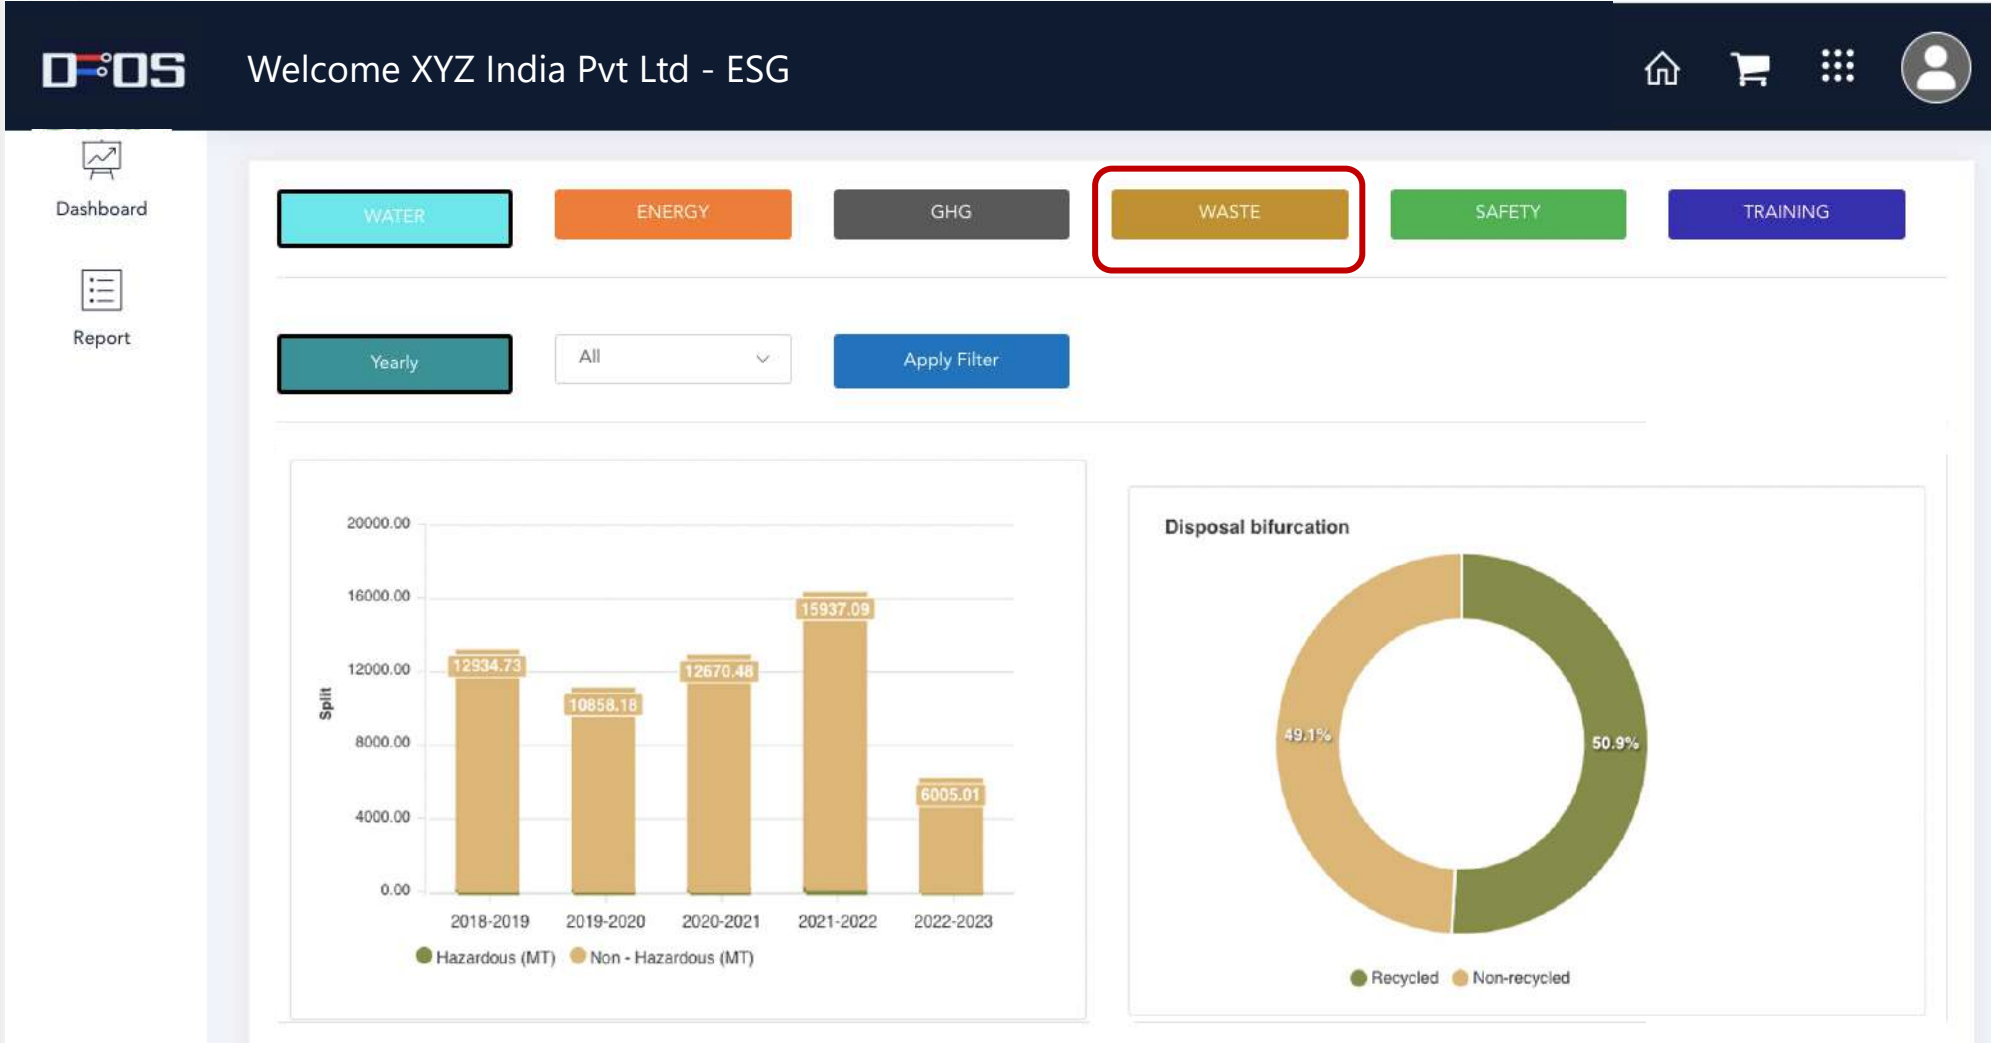 DFOS
Welcome XYZ India Pvt Ltd - ESG
Dashboard
Report
WATER
ENERGY
GHG
WASTE
SAFETY
TRAINING
Yearly
All
Apply Filter
20000.00
16000.00
12000.00
8000.00
4000.00
0.00
Split
12934.73
10858.18
12670.48
15937.09
6005.01
2018-2019
2019-2020
2020-2021
2021-2022
2022-2023
Hazardous (MT)
Non - Hazardous (MT)
Disposal bifurcation
49.1%
50.9%
Recycled
Non-recycled